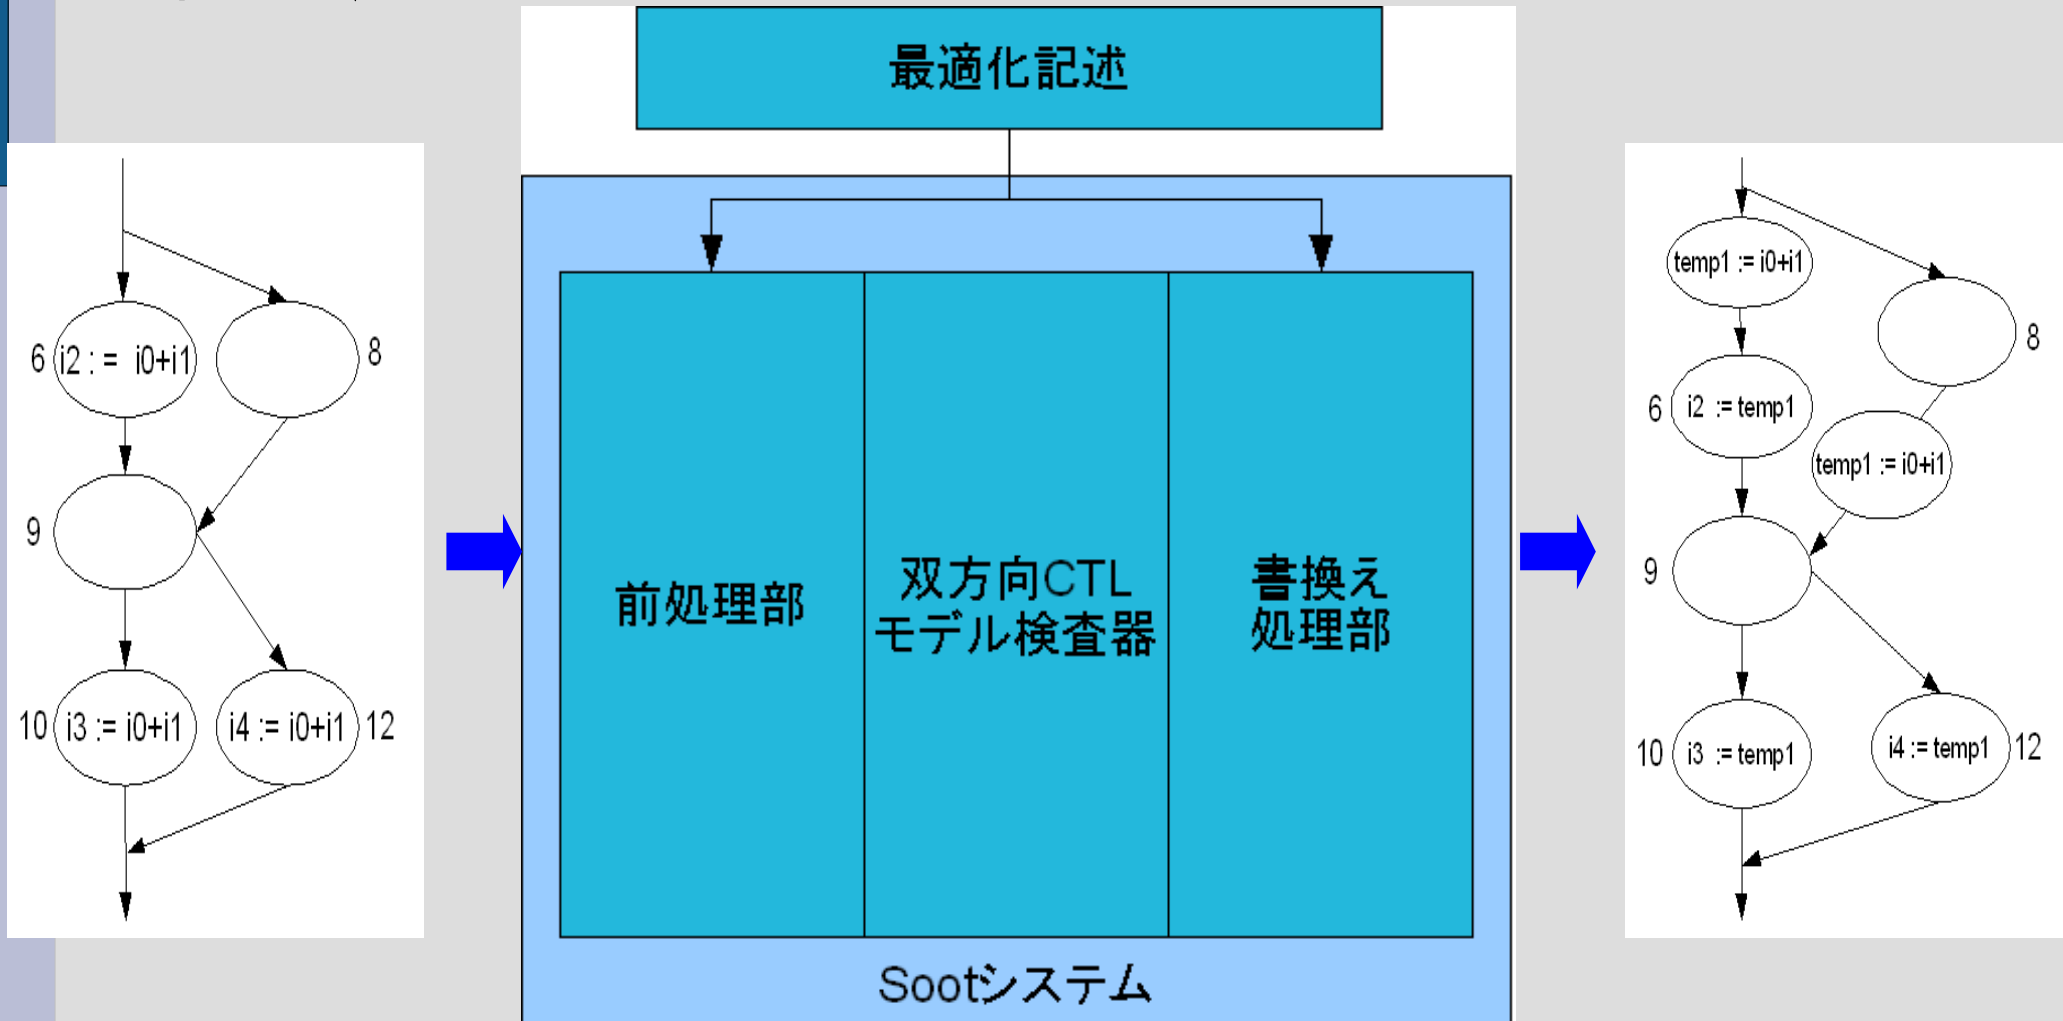 最適化記述
6
i2 : = i0+i1
8
9
10
i3 := i0+i1
i4 := i0+i1
12
前処理部
双方向CTL
モデル検査器
書換え
処理部
Sootシステム
temp1 := i0+i1
8
6
i2 := temp1
temp1 := i0+i1
9
10
i3 := temp1
i4 := temp1
12